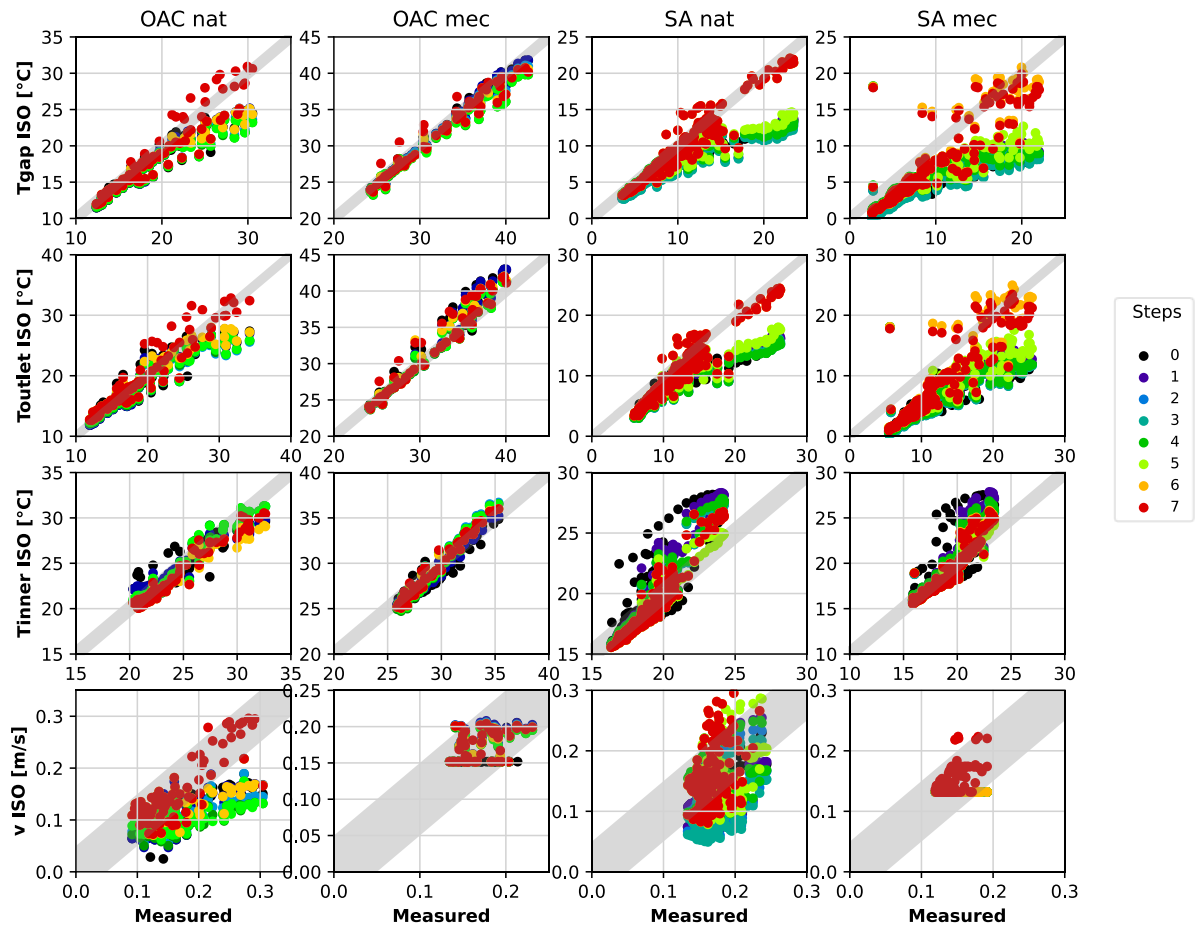 OAC nat OAC mec SA nat SA mec
Tgap ISO [°C]
35 30 25 20 15 10
10 20 30
45 40 35 30 25 20
20 30 40
25 20 15 10 5 0
0 10 20
25 20 15 10 5 0
0 10 20
Toutlet ISO [°C]
40 30 20 10
10 20 30 40
45 40 35 30 25 20
20 30 40
30 20 10 0
0 10 20 30
30 20 10 0
0 10 20 30
Tinner ISO [°C]
35 30 25 20 15
15 20 25 30 35
40 35 30 25 20
20 25 30 35 40
30 25 20 15
15 20 25 30
30 25 20 15 10
10 15 20 25 30
v ISO [m/s]
0.3 0.2 0.1 0.0
0.0 0.1 0.2 0.3
0.25 0.20 0.15 0.10 0.05 0.00
0.0 0.1 0.2
0.3 0.2 0.1 0.0
0.0 0.1 0.2 0.3
0.3 0.2 0.1 0.0
0.0 0.1 0.2 0.3
Measured Measured Measured Measured
Steps
0
1
2
3
4
5
6
7